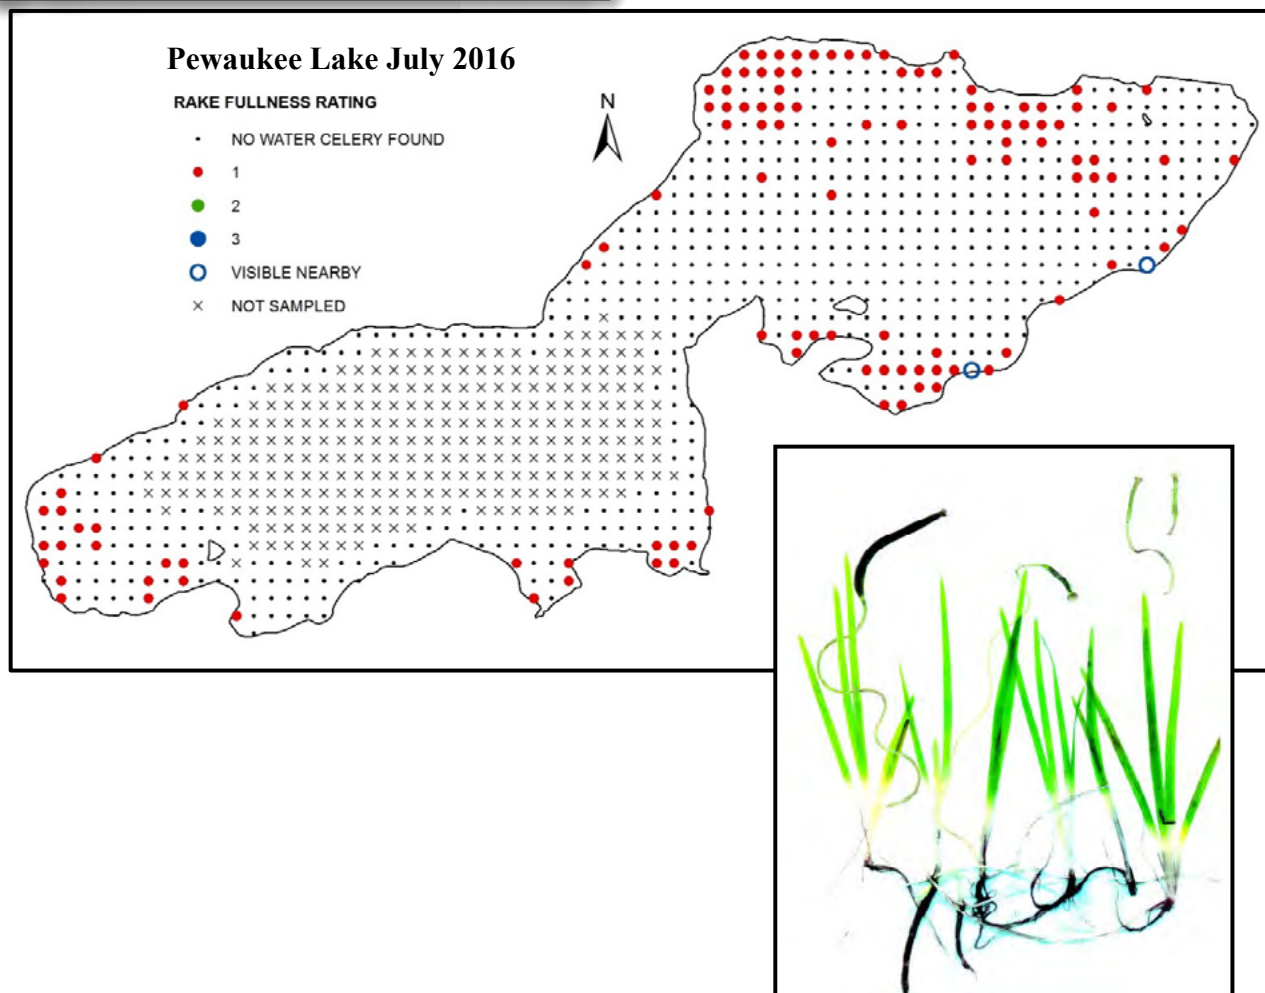 Pewaukee Lake July 2016
RAKE FULLNESS RATING
NO WATER CELERY FOUND
1
2
3
VISIBLE NEARBY
NOT SAMPLED
N